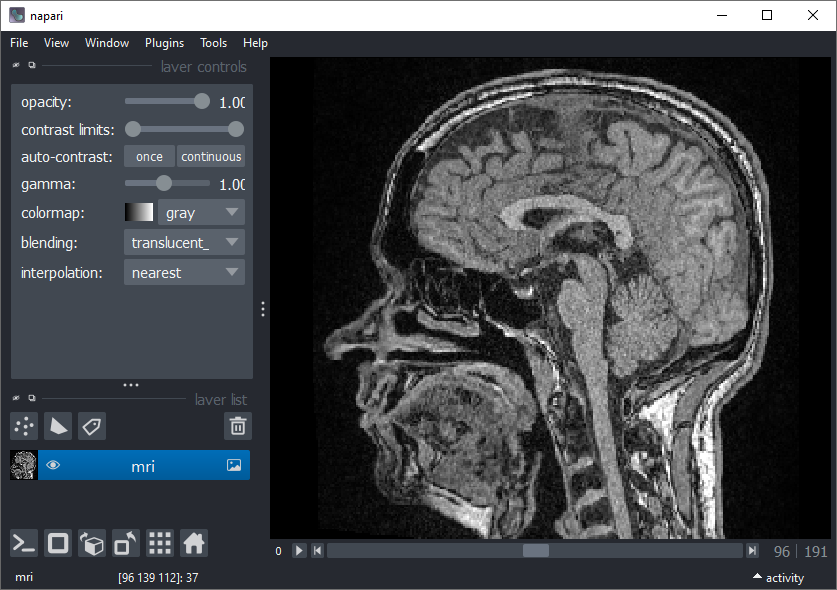 napari
File View Window Plugins Tools Help
layer controls
opacity: 1.00
contrast limits:
auto-contrast: once continuous
gamma: 1.00
colormap: gray
blending: translucent_
interpolation: nearest
layer list
mri
0 96 | 191
mri [96 139 112]: 37 activity